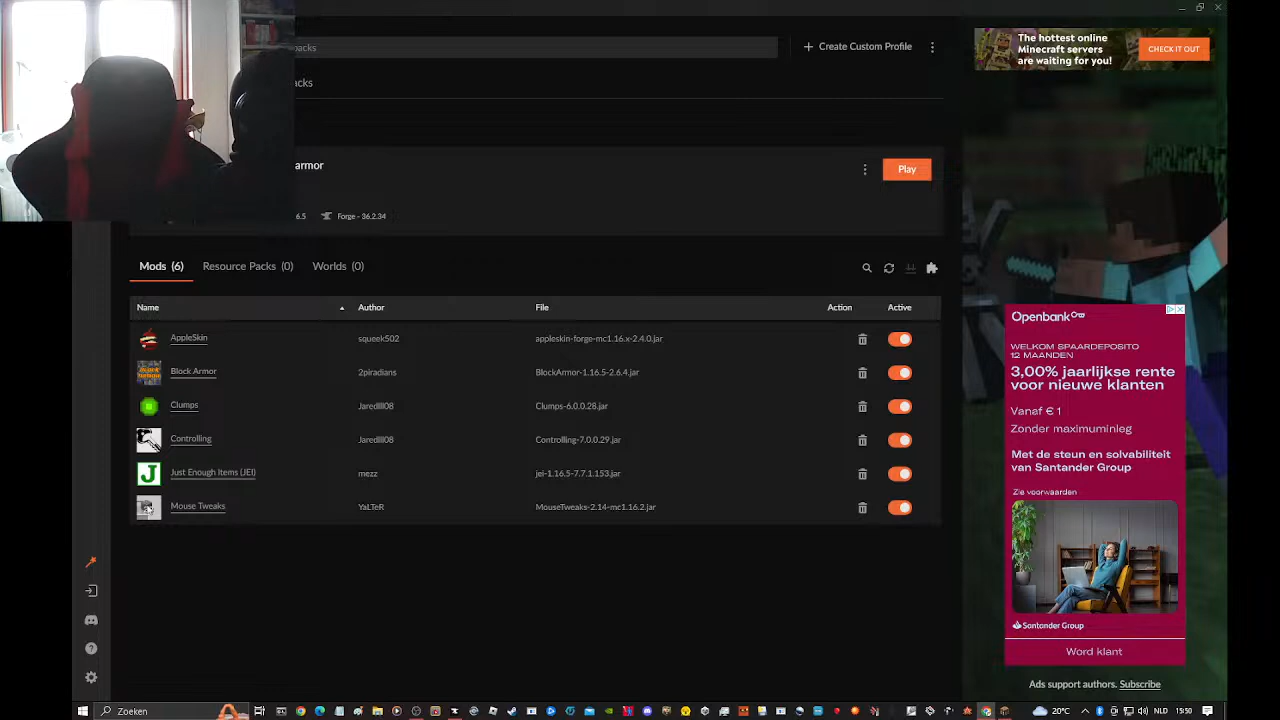 packs
Create Custom Profile
The hottest online
Minecraft servers
are waiting for you!
CHECK IT OUT
acks
armor
Play
6.5
Forge - 36.2.34
Mods (6)
Resource Packs (0)
Worlds (0)
Name
Author
File
Action
Active
AppleSkin
squeek502
appleskin-forge-mc1.16.x-2.4.0.jar
Block Armor
2piradians
BlockArmor-1.16.5-2.6.4.jar
Clumps
Jaredlll08
Clumps-6.0.0.28.jar
Controlling
Jaredlll08
Controlling-7.0.0.29.jar
J
Just Enough Items (JEI)
mezz
jei-1.16.5-7.7.1.153.jar
Mouse Tweaks
YaLTeR
MouseTweaks-2.14-mc1.16.2.jar
Openbank
WELKOM SPAARDEPOSITO
12 MAANDEN
3,00% jaarlijkse rente
voor nieuwe klanten
Vanaf € 1
Zonder maximuminleg
Met de steun en solvabiliteit
van Santander Group
Zie voorwaarden
Santander Group
Word klant
Ads support authors. Subscribe
Zoeken
20°C
NLD
15:50